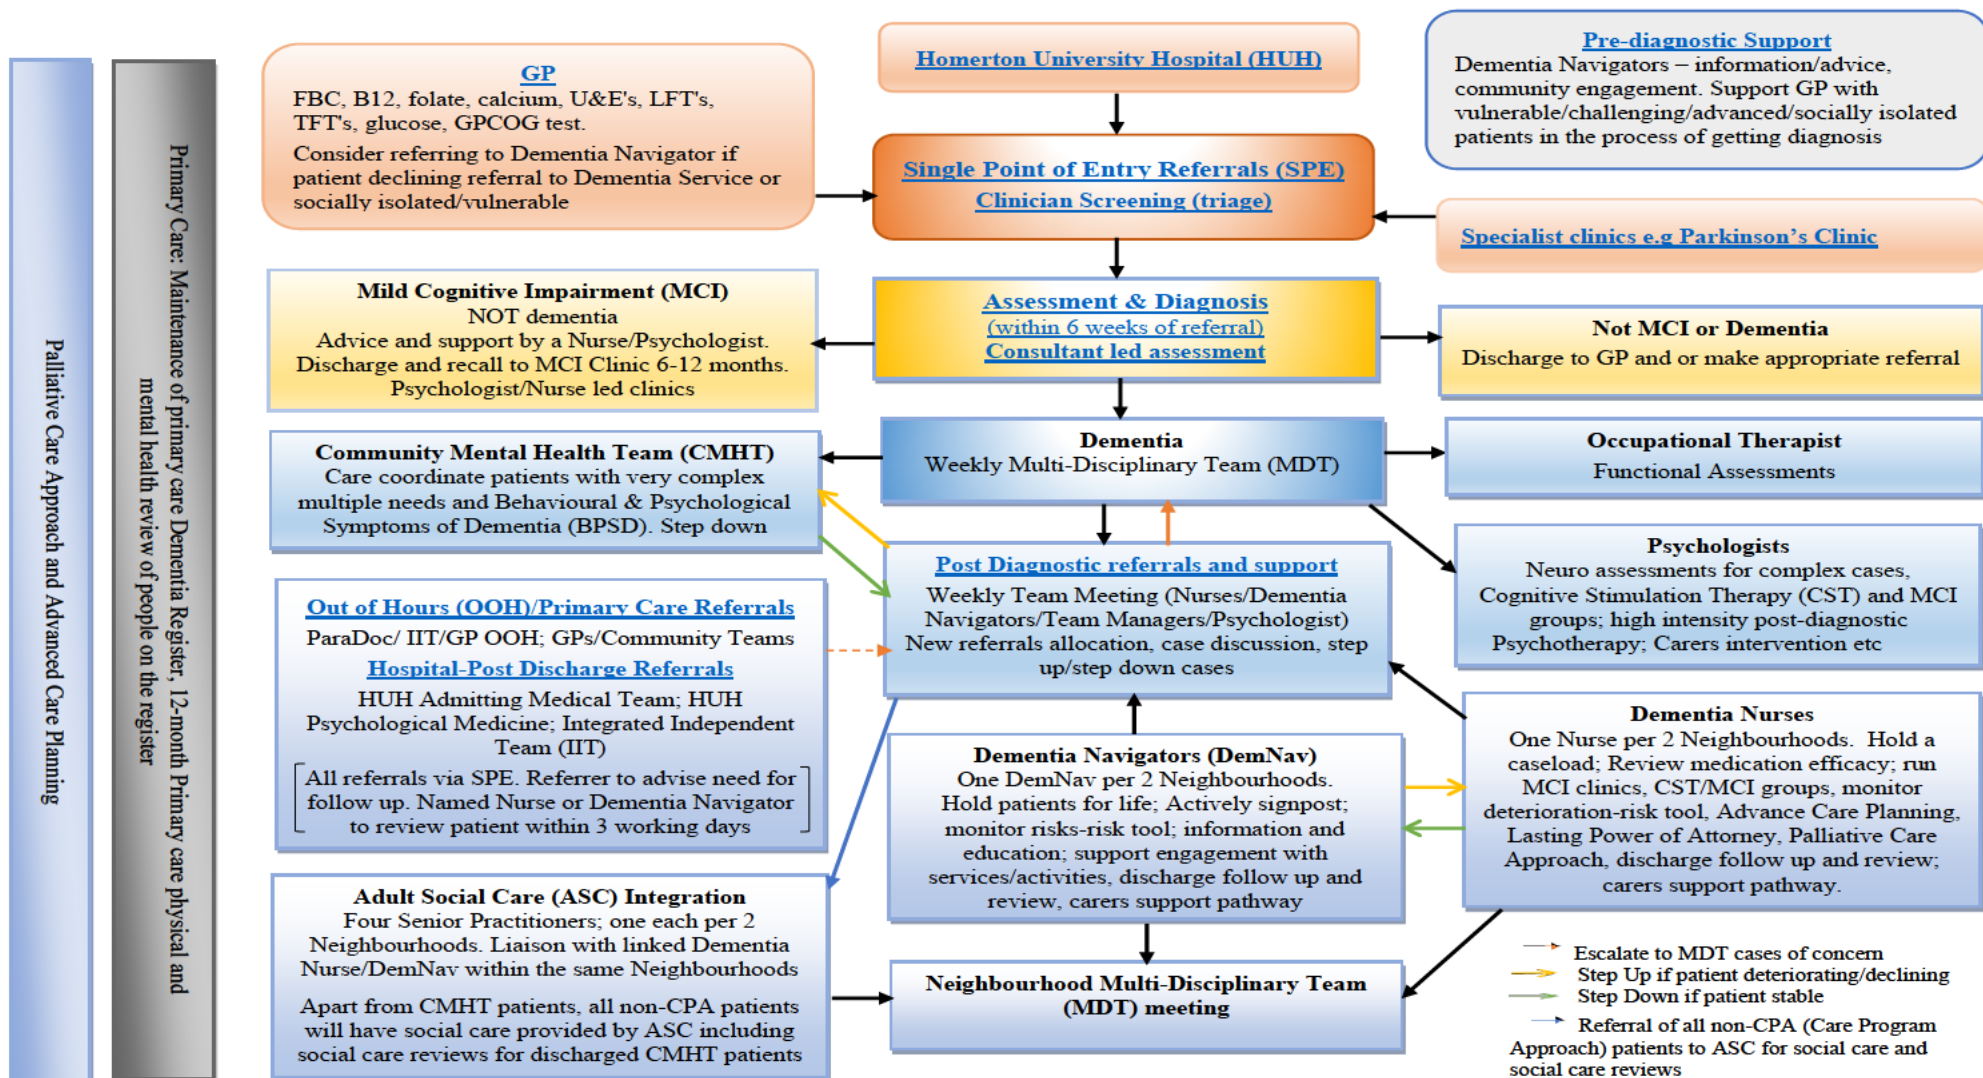 Palliative Care Approach and Advanced Care Planning
Primary Care: Maintenance of primary care Dementia Register, 12-month Primary care physical and
mental health review of people on the register
GP
FBC, B12, folate, calcium, U&E's, LFT's,
TFT's, glucose, GPCOG test.
Consider referring to Dementia Navigator if
patient declining referral to Dementia Service or
socially isolated/vulnerable
Homerton University Hospital (HUH)
Pre-diagnostic Support
Dementia Navigators – information/advice,
community engagement. Support GP with
vulnerable/challenging/advanced/socially isolated
patients in the process of getting diagnosis
Single Point of Entry Referrals (SPE)
Clinician Screening (triage)
Specialist clinics e.g Parkinson's Clinic
Mild Cognitive Impairment (MCI)
NOT dementia
Advice and support by a Nurse/Psychologist.
Discharge and recall to MCI Clinic 6-12 months.
Psychologist/Nurse led clinics
Assessment & Diagnosis
(within 6 weeks of referral)
Consultant led assessment
Not MCI or Dementia
Discharge to GP and or make appropriate referral
Community Mental Health Team (CMHT)
Care coordinate patients with very complex
multiple needs and Behavioural & Psychological
Symptoms of Dementia (BPSD). Step down
Dementia
Weekly Multi-Disciplinary Team (MDT)
Occupational Therapist
Functional Assessments
Post Diagnostic referrals and support
Weekly Team Meeting (Nurses/Dementia
Navigators/Team Managers/Psychologist)
New referrals allocation, case discussion, step
up/step down cases
Psychologists
Neuro assessments for complex cases,
Cognitive Stimulation Therapy (CST) and MCI
groups; high intensity post-diagnostic
Psychotherapy; Carers intervention etc
Out of Hours (OOH)/Primary Care Referrals
ParaDoc/ IIT/GP OOH; GPs/Community Teams
Hospital-Post Discharge Referrals
HUH Admitting Medical Team; HUH
Psychological Medicine; Integrated Independent
Team (IIT)
All referrals via SPE. Referrer to advise need for
follow up. Named Nurse or Dementia Navigator
to review patient within 3 working days
Dementia Navigators (DemNav)
One DemNav per 2 Neighbourhoods.
Hold patients for life; Actively signpost;
monitor risks-risk tool; information and
education; support engagement with
services/activities, discharge follow up and
review, carers support pathway
Dementia Nurses
One Nurse per 2 Neighbourhoods. Hold a
caseload; Review medication efficacy; run
MCI clinics, CST/MCI groups, monitor
deterioration-risk tool, Advance Care Planning,
Lasting Power of Attorney, Palliative Care
Approach, discharge follow up and review;
carers support pathway.
Adult Social Care (ASC) Integration
Four Senior Practitioners; one each per 2
Neighbourhoods. Liaison with linked Dementia
Nurse/DemNav within the same Neighbourhoods
Apart from CMHT patients, all non-CPA patients
will have social care provided by ASC including
social care reviews for discharged CMHT patients
Neighbourhood Multi-Disciplinary Team
(MDT) meeting
Escalate to MDT cases of concern
Step Up if patient deteriorating/declining
Step Down if patient stable
Referral of all non-CPA (Care Program
Approach) patients to ASC for social care and
social care reviews